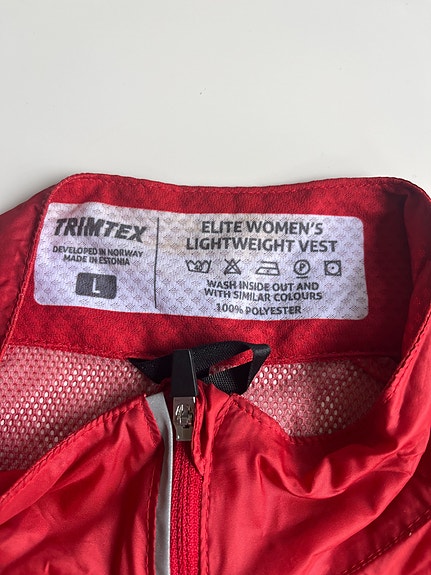 TRIMTEX
DEVELOPED IN NORWAY
MADE IN ESTONIA
L
ELITE WOMEN'S
LIGHTWEIGHT VEST
WASH INSIDE OUT AND
WITH SIMILAR COLOURS
100% POLYESTER